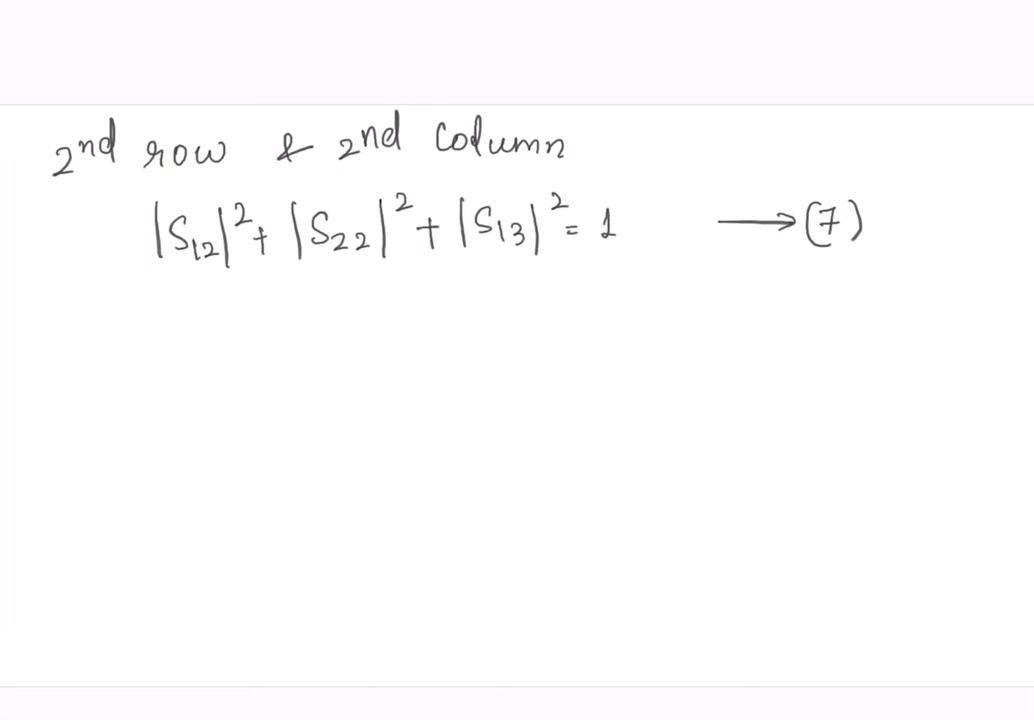 2nd row & 2nd column
|S₁₂|² + |S₂₂|² + |S₁₃|² = 1 ⟶ (7)